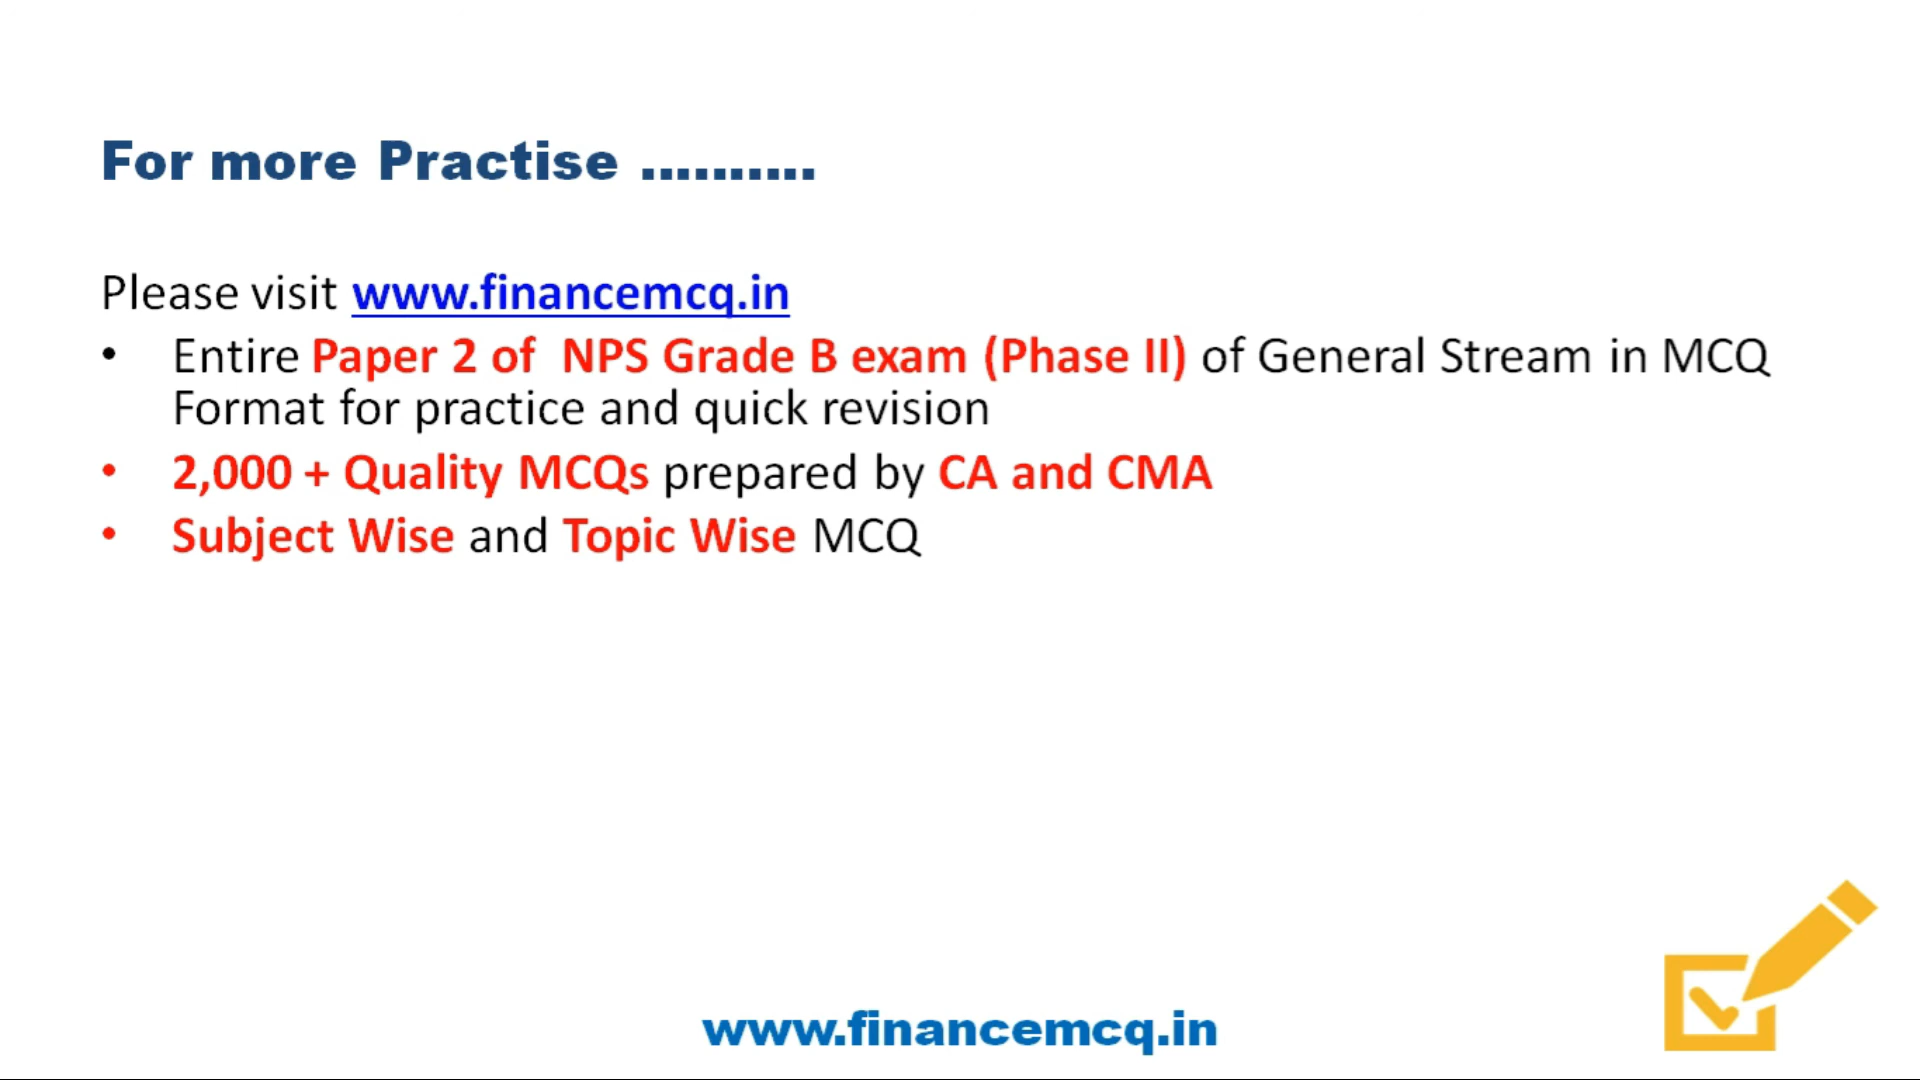 For more Practise ..........
Please visit www.financemcq.in
• Entire Paper 2 of NPS Grade B exam (Phase II) of General Stream in MCQ
Format for practice and quick revision
• 2,000 + Quality MCQs prepared by CA and CMA
• Subject Wise and Topic Wise MCQ
www.financemcq.in